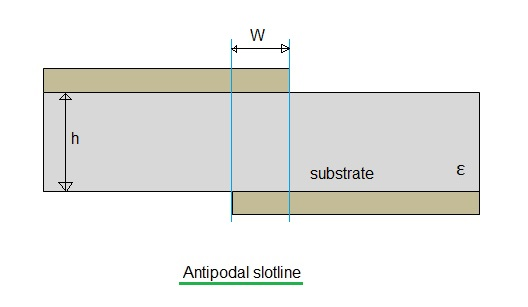 W
h
substrate
ε
Antipodal slotline